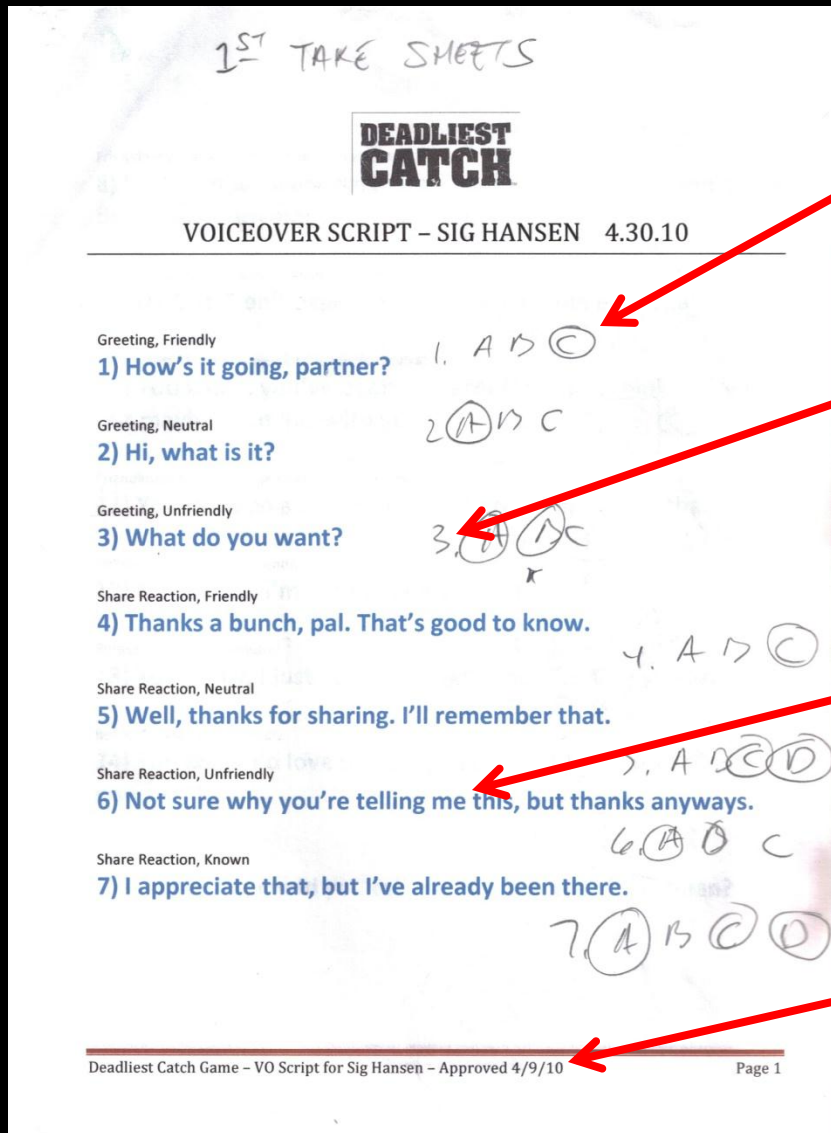 1ST TAKE SHEETS
DEADLIEST
CATCH
VOICEOVER SCRIPT – SIG HANSEN 4.30.10
Greeting, Friendly
1) How's it going, partner?
1. A B C
Greeting, Neutral
2) Hi, what is it?
2 A B C
Greeting, Unfriendly
3) What do you want?
3. A B C
Share Reaction, Friendly
4) Thanks a bunch, pal. That's good to know.
4. A B C
Share Reaction, Neutral
5) Well, thanks for sharing. I'll remember that.
5. A B C D
Share Reaction, Unfriendly
6) Not sure why you're telling me this, but thanks anyways.
6. A B C
Share Reaction, Known
7) I appreciate that, but I've already been there.
7. A B C D
Deadliest Catch Game – VO Script for Sig Hansen – Approved 4/9/10 Page 1